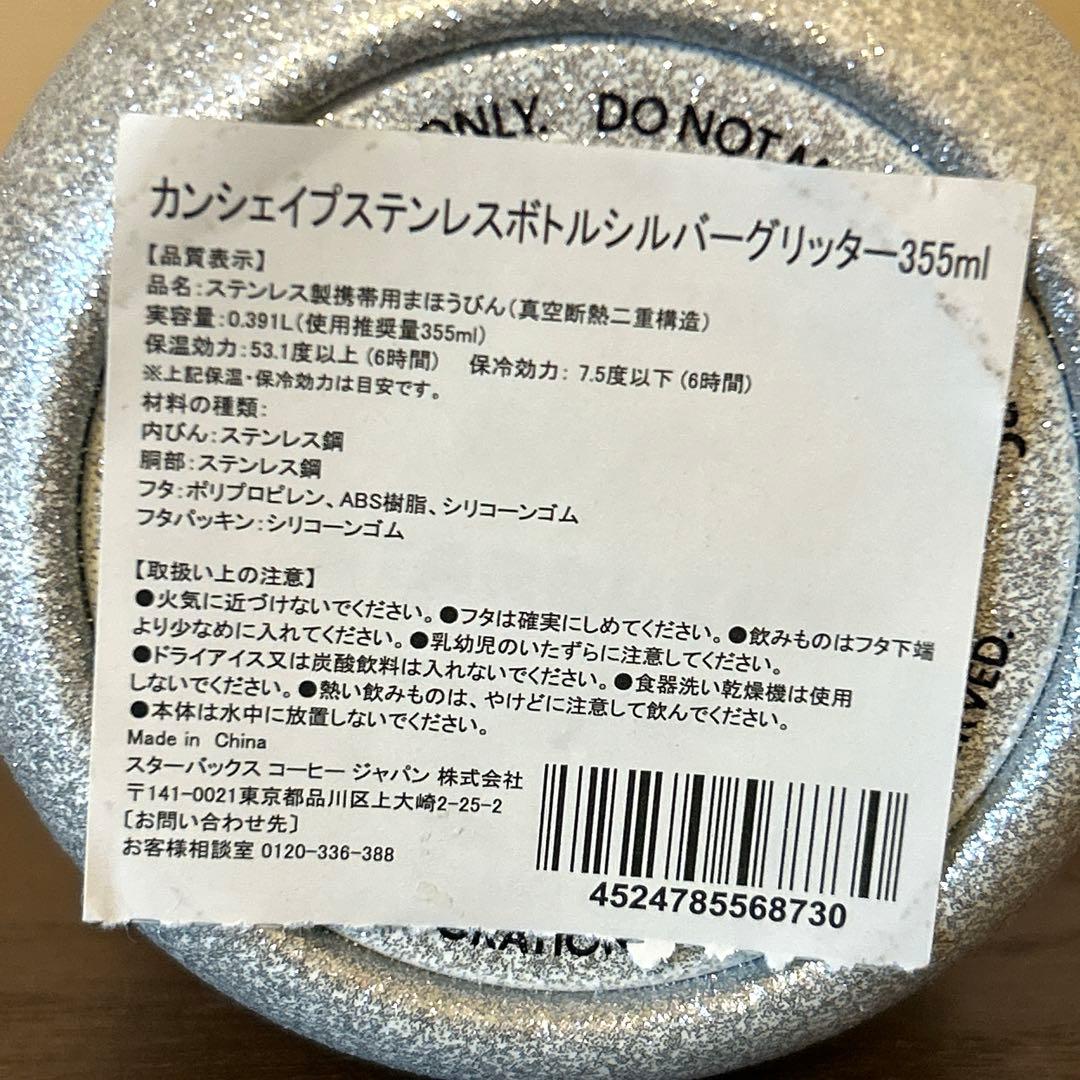 ONLY. DO NOT
カンシェイプステンレスボトルシルバーグリッター355ml
【品質表示】
品名：ステンレス製携帯用まほうびん（真空断熱二重構造）
実容量：0.391L（使用推奨量355ml）
保温効力：53.1度以上（6時間） 保冷効力： 7.5度以下（6時間）
※上記保温・保冷効力は目安です。
材料の種類：
内びん：ステンレス鋼
胴部：ステンレス鋼
フタ：ポリプロピレン、ABS樹脂、シリコーンゴム
フタパッキン：シリコーンゴム
【取扱い上の注意】
●火気に近づけないでください。●フタは確実にしめてください。●飲みものはフタ下端
より少なめに入れてください。●乳幼児のいたずらに注意してください。
●ドライアイス又は炭酸飲料は入れないでください。●食器洗い乾燥機は使用
しないでください。●熱い飲みものは、やけどに注意して飲んでください。
●本体は水中に放置しないでください。
Made in China
スターバックス コーヒー ジャパン 株式会社
〒141-0021東京都品川区上大崎2-25-2
［お問い合わせ先］
お客様相談室 0120-336-388
4524785568730